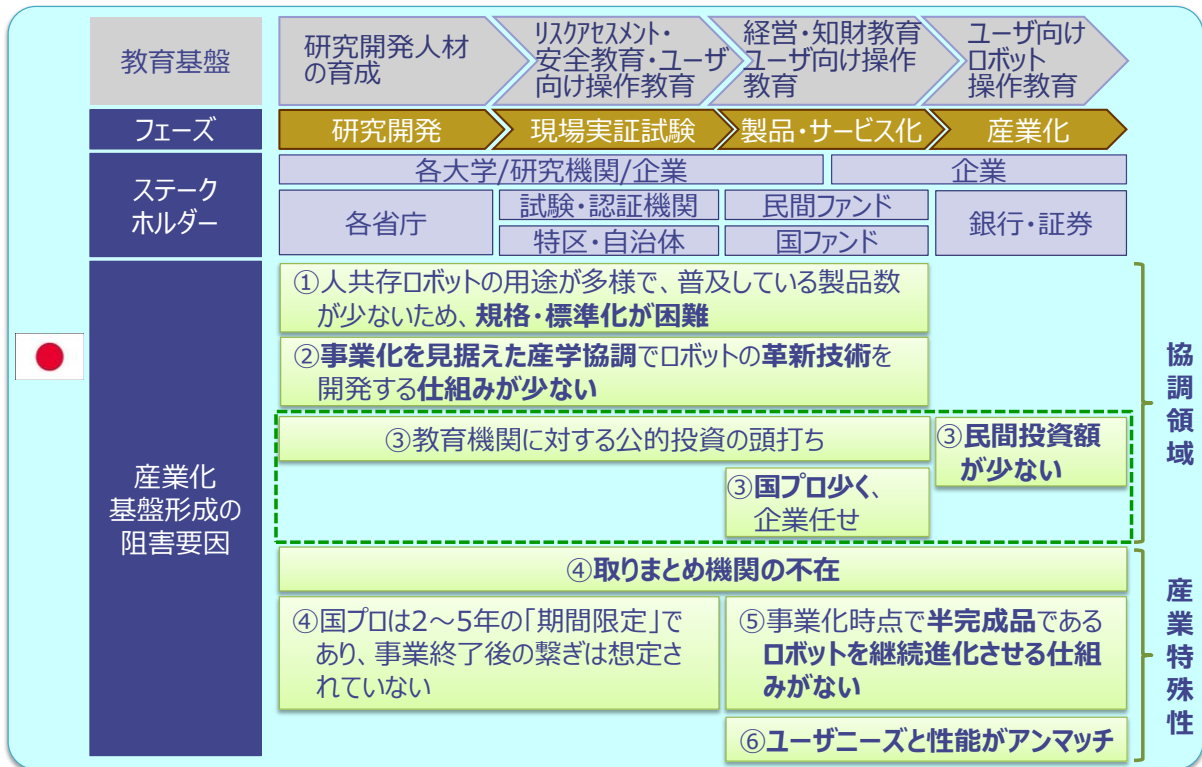 教育基盤
研究開発人材
の育成
リスクアセスメント・
安全教育・ユーザ
向け操作教育
経営・知財教育
ユーザ向け操作
教育
ユーザ向け
ロボット
操作教育
フェーズ
研究開発
現場実証試験
製品・サービス化
産業化
ステーク
ホルダー
各大学/研究機関/企業
企業
各省庁
試験・認証機関
特区・自治体
民間ファンド
国ファンド
銀行・証券
産業化
基盤形成の
阻害要因
①人共存ロボットの用途が多様で、普及している製品数
が少ないため、規格・標準化が困難
②事業化を見据えた産学協調でロボットの革新技術を
開発する仕組みが少ない
③教育機関に対する公的投資の頭打ち
③民間投資額
が少ない
③国プロ少く、
企業任せ
協調領域
④取りまとめ機関の不在
④国プロは2～5年の「期間限定」で
あり、事業終了後の繋ぎは想定さ
れていない
⑤事業化時点で半完成品である
ロボットを継続進化させる仕組
みがない
⑥ユーザニーズと性能がアンマッチ
産業特殊性